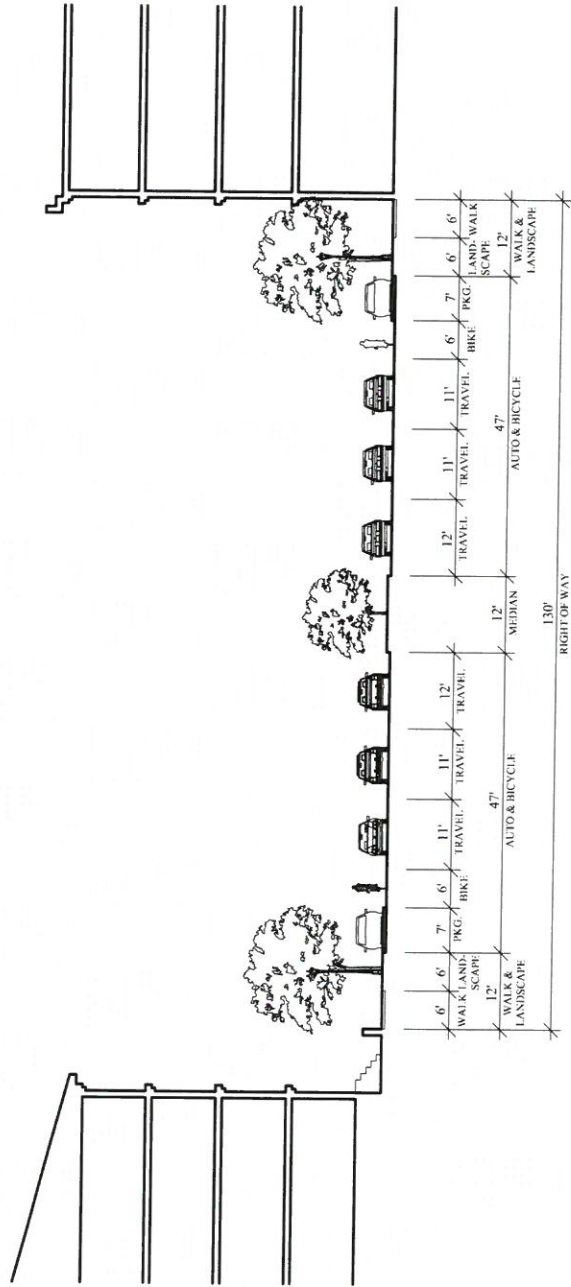 6' 6' 7' 6' 11' 11' 12' 12' 11' 11' 6' 7' 6' 6'
WALK LAND- PKG. BIKE TRAVEL TRAVEL TRAVEL TRAVEL TRAVEL TRAVEL BIKE PKG. LAND- WALK
SCAPE SCAPE
12' 47' 12' 47' 12'
WALK & AUTO & BICYCLE MEDIAN AUTO & BICYCLE WALK &
LANDSCAPE LANDSCAPE
130'
RIGHT OF WAY